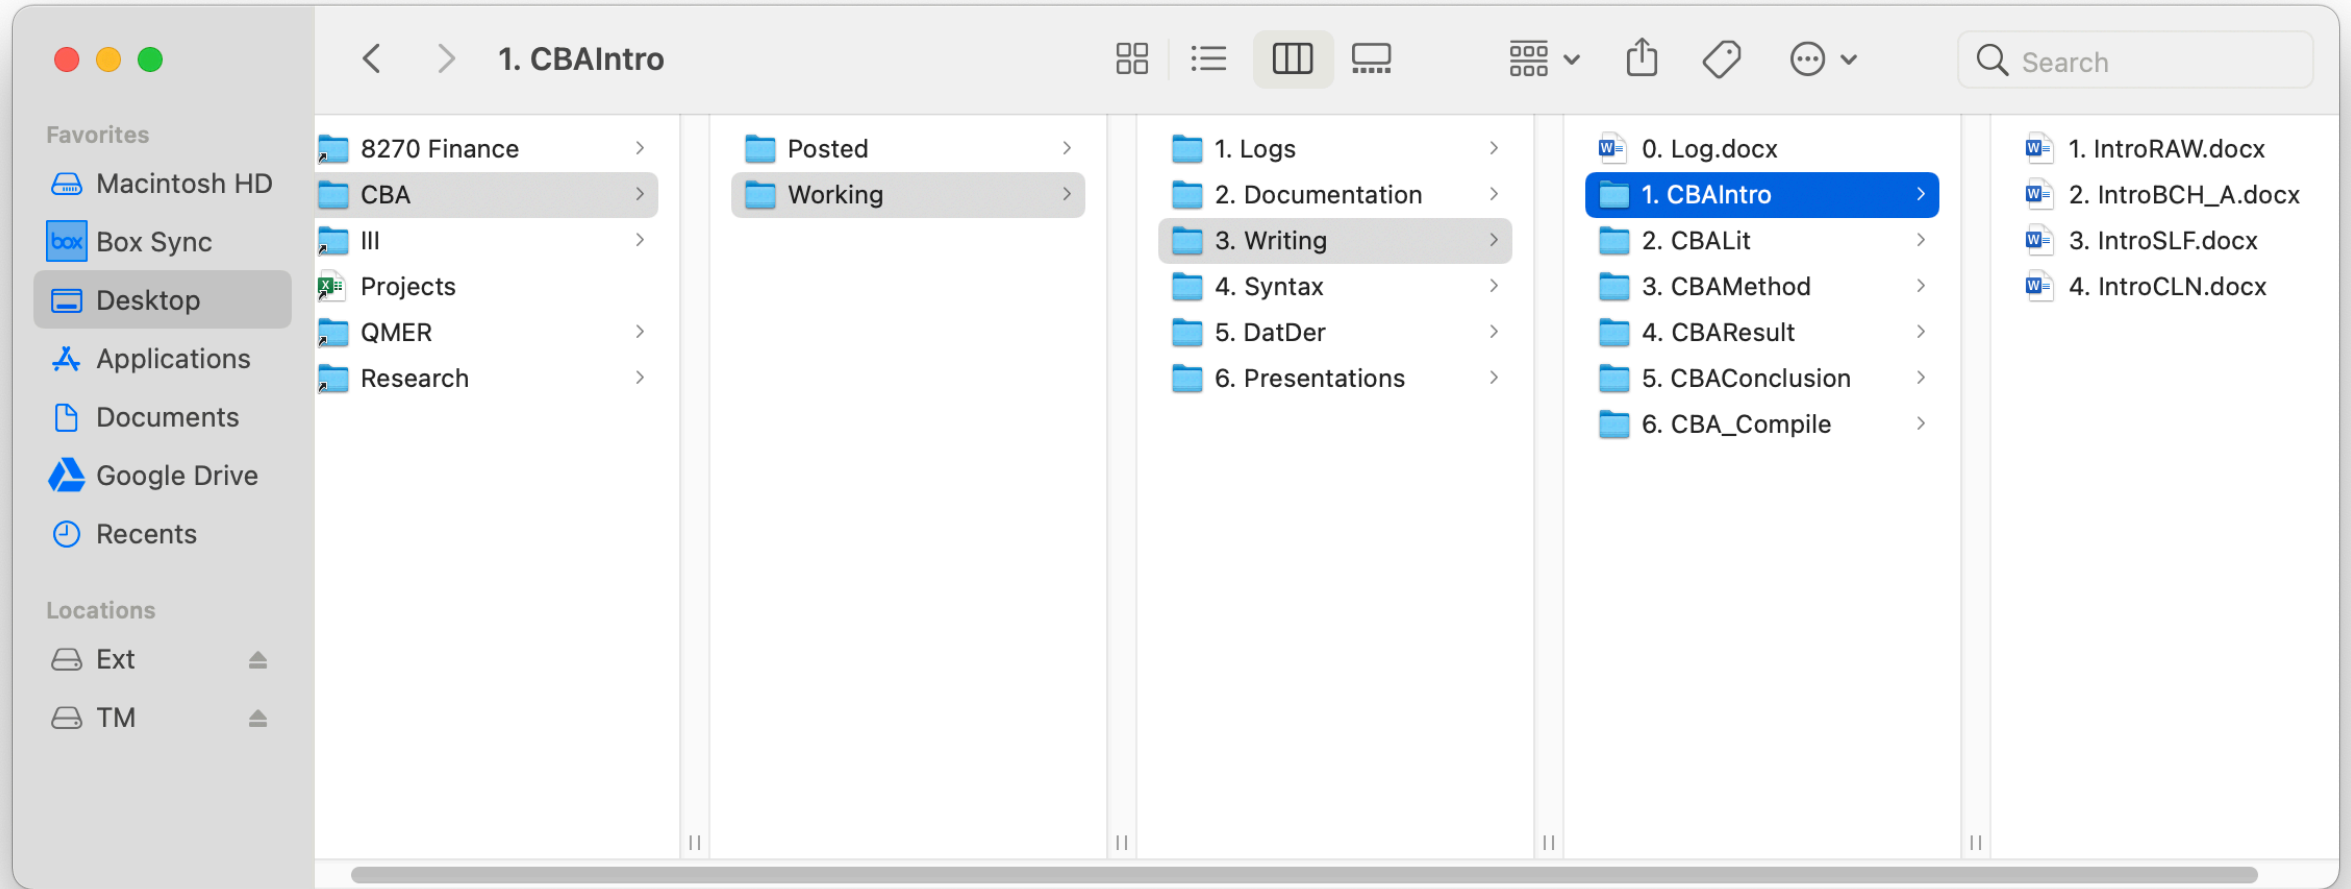 1. CBAIntro
Search
Favorites
Macintosh HD
box
Box Sync
Desktop
Applications
Documents
Google Drive
Recents
Locations
Ext
TM
8270 Finance
CBA
III
Projects
QMER
Research
Posted
Working
1. Logs
2. Documentation
3. Writing
4. Syntax
5. DatDer
6. Presentations
0. Log.docx
1. CBAIntro
2. CBALit
3. CBAMethod
4. CBAResult
5. CBAConclusion
6. CBA_Compile
1. IntroRAW.docx
2. IntroBCH_A.docx
3. IntroSLF.docx
4. IntroCLN.docx